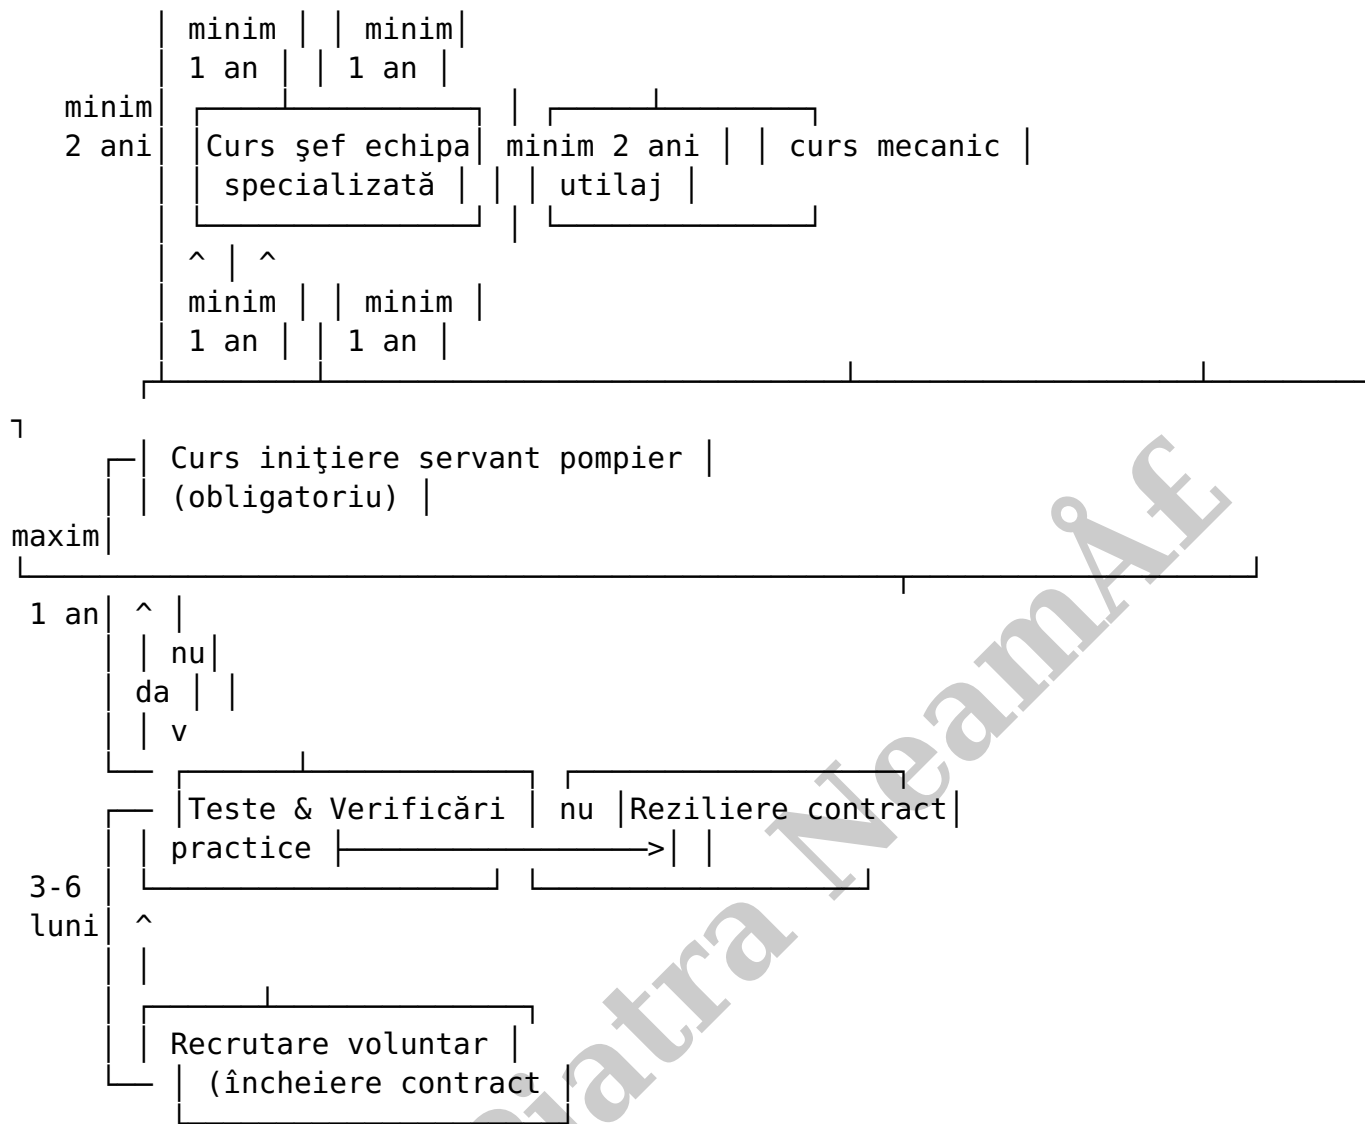 │ minim │ │ minim│
│ 1 an │ │ 1 an │
minim│ ┌─────┴───────────┐ │ ┌──────┴─────────┐
2 ani│ │Curs şef echipa│ minim 2 ani │ │ curs mecanic │
│ │ specializată │ │ │ utilaj │
│ └─────────────────┘ │ └────────────────┘
│ ^ │ ^
│ minim │ │ minim │
│ 1 an │ │ 1 an │
┌┴─────────┴──────────────────────────────┴─────────────────────┴─────────
┐
┌─│ Curs iniţiere servant pompier │
│ │ (obligatoriu) │
maxim│
└──────────────────────────────────────────────────┬────────────────────┘
1 an│ ^ │
│ │ nu│
│ da │ │
│ │ v
└── ┌───────┴──────────────┐ ┌────────────────────┐
┌── │Teste & Verificări │ nu │Reziliere contract│
│ │ practice ├──────────────────>│ │
3-6 │ └─────────────────────┘ └────────────────────┘
luni│ ^
│ │
│ ┌───────┴────────────────┐
│ │ Recrutare voluntar │
└── │ (încheiere contract │
└────────────────────────┘
Piatra NeamÅ£